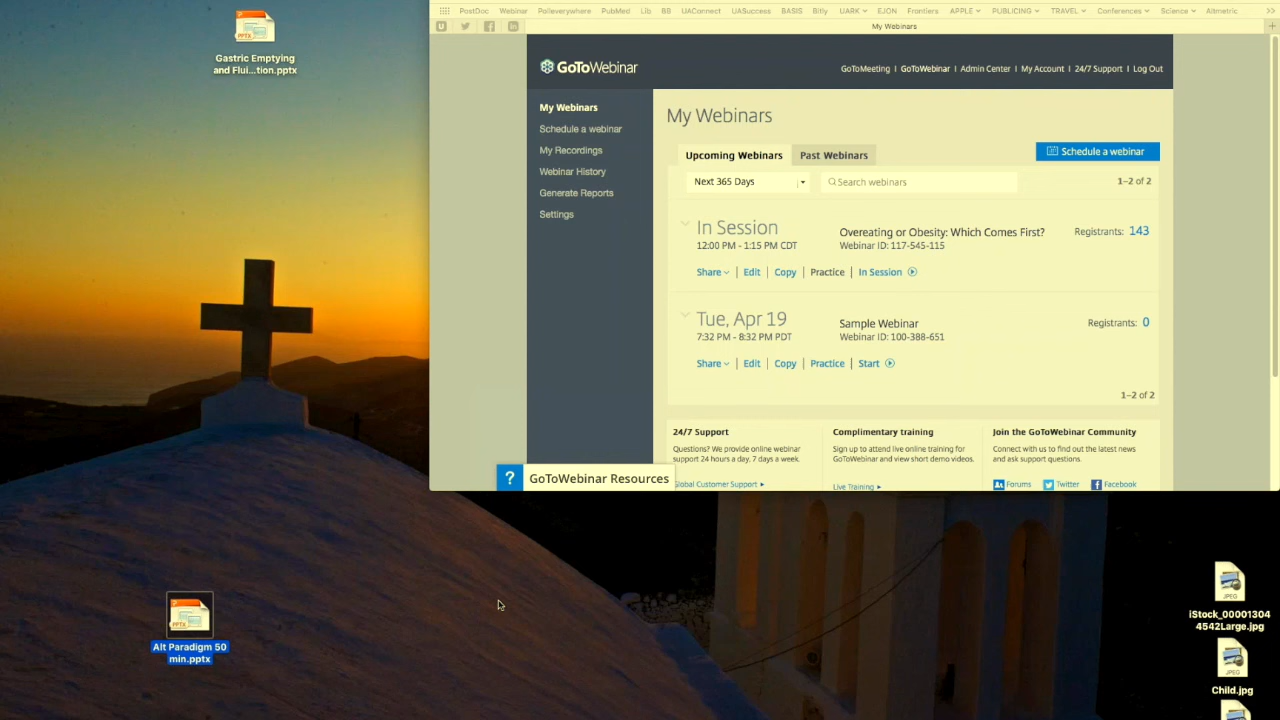 PostDoc Webinar Polleverywhere PubMed Lib BB UAConnect UASuccess BASIS Bitly UARK EJON Frontiers APPLE PUBLICING TRAVEL Conferences Science Altmetric
My Webinars
Gastric Emptying
and Flui...tion.pptx
GoToWebinar
GoToMeeting | GoToWebinar | Admin Center | My Account | 24/7 Support | Log Out
My Webinars
Schedule a webinar
My Recordings
Webinar History
Generate Reports
Settings
My Webinars
Upcoming Webinars Past Webinars
Schedule a webinar
Next 365 Days
Search webinars
1–2 of 2
In Session
12:00 PM - 1:15 PM CDT
Overeating or Obesity: Which Comes First?
Webinar ID: 117-545-115
Registrants: 143
Share | Edit | Copy | Practice | In Session
Tue, Apr 19
7:32 PM - 8:32 PM PDT
Sample Webinar
Webinar ID: 100-388-651
Registrants: 0
Share | Edit | Copy | Practice | Start
1–2 of 2
24/7 Support
Questions? We provide online webinar
support 24 hours a day, 7 days a week.
Global Customer Support
Complimentary training
Sign up to attend live online training for
GoToWebinar and view short demo videos.
Live Training
Join the GoToWebinar Community
Connect with us to find out the latest news
and ask support questions.
Forums Twitter Facebook
? GoToWebinar Resources
PPTX
Alt Paradigm 50
min.pptx
JPEG
iStock_00001304
4542Large.jpg
JPEG
Child.jpg